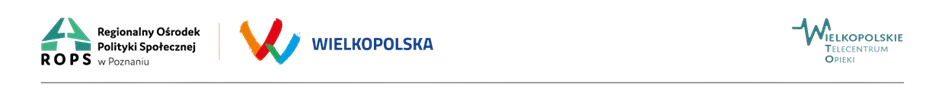 Regionalny Ośrodek
Polityki Społecznej
ROPS w Poznaniu
WIELKOPOLSKA
WIELKOPOLSKIE
TELECENTRUM
OPIEKI